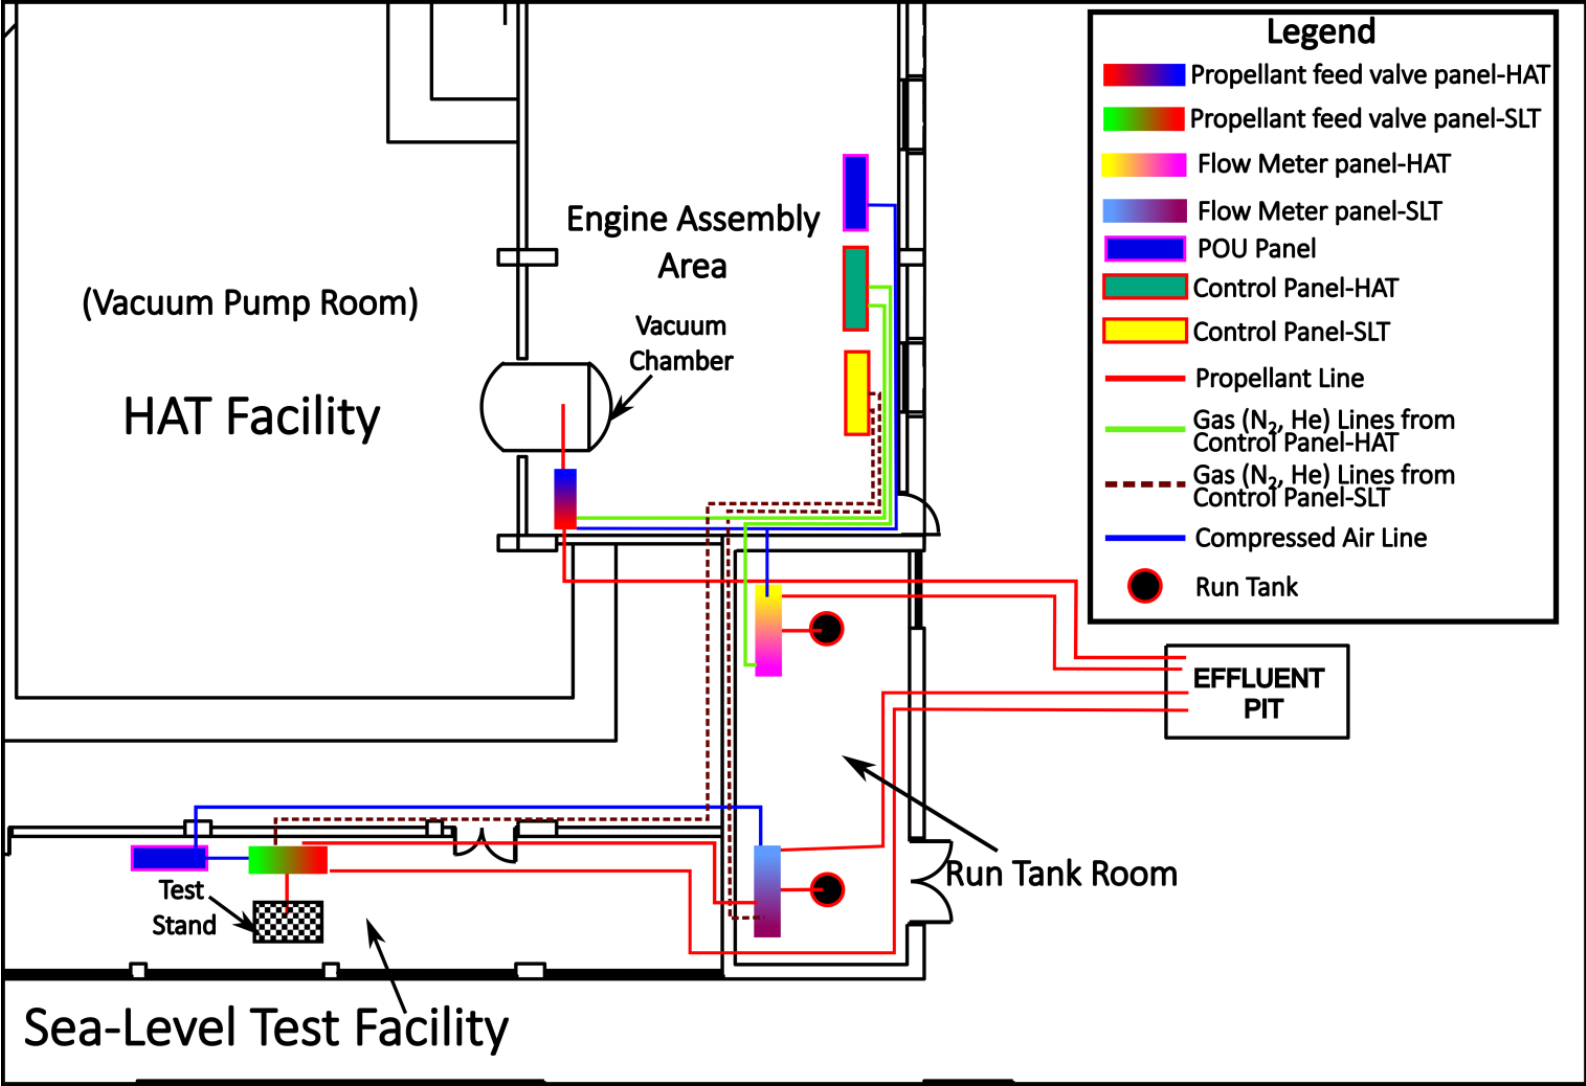 Legend
Propellant feed valve panel-HAT
Propellant feed valve panel-SLT
Flow Meter panel-HAT
Flow Meter panel-SLT
POU Panel
Control Panel-HAT
Control Panel-SLT
Propellant Line
Gas (N₂, He) Lines from
Control Panel-HAT
Gas (N₂, He) Lines from
Control Panel-SLT
Compressed Air Line
Run Tank
Engine Assembly
Area
(Vacuum Pump Room)
Vacuum
Chamber
HAT Facility
EFFLUENT
PIT
Run Tank Room
Test
Stand
Sea-Level Test Facility